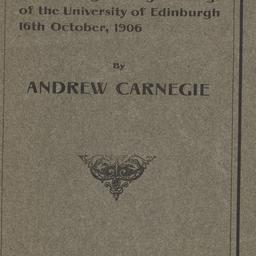 of the University of Edinburgh
16th October, 1906
By
ANDREW CARNEGIE